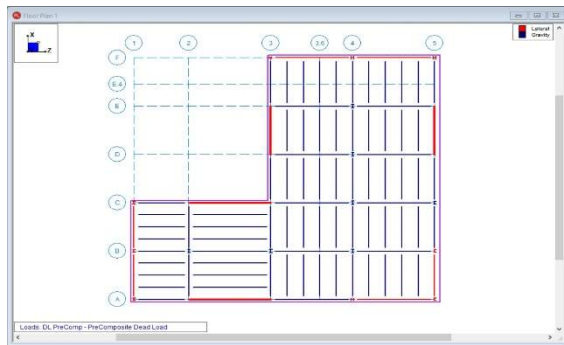 Floor Plan 1
X
Z
Lateral
Gravity
1 2 3 3.6 4 5
F
E.4
E
D
C
B
A
Loads: DL PreComp - PreComposite Dead Load